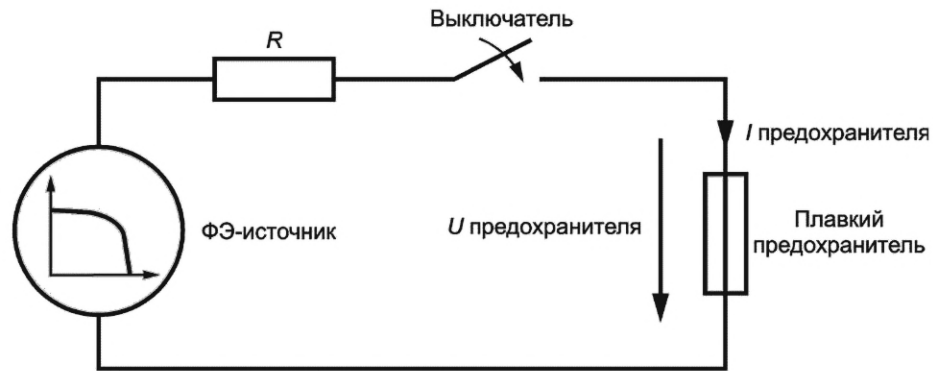 Выключатель
R
I предохранителя
ФЭ-источник
U предохранителя
Плавкий
предохранитель